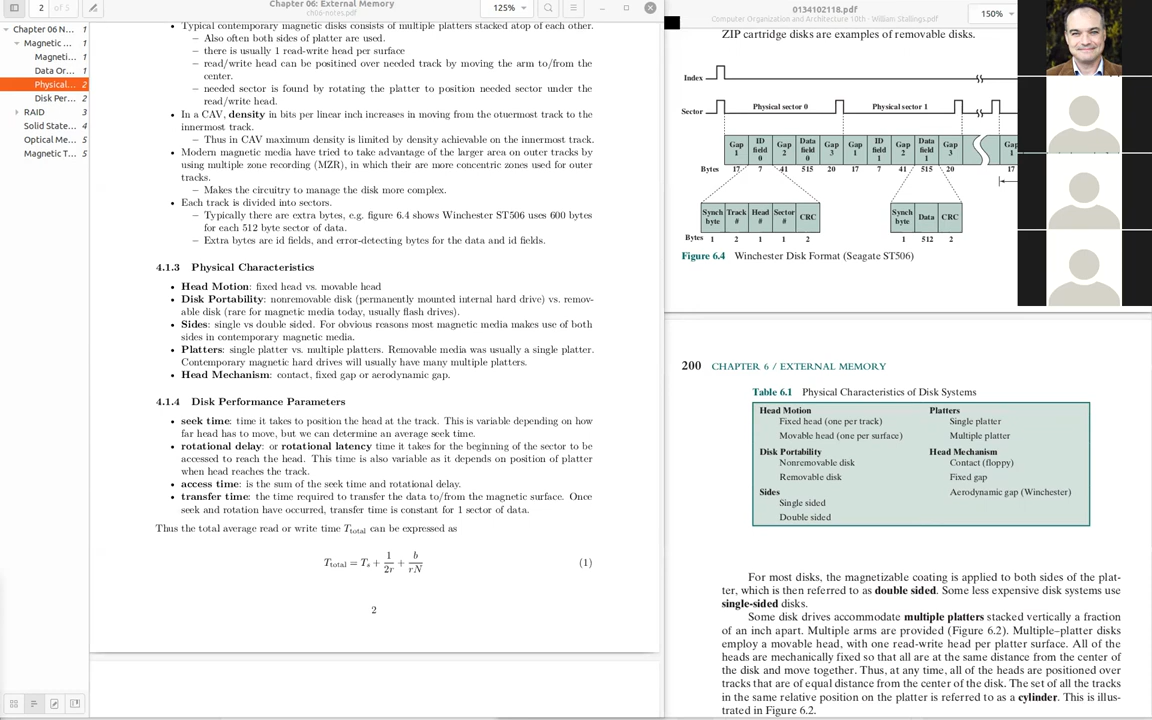 2 of 5
Chapter 06: External Memory
ch06-notes.pdf
125%
Chapter 06 N... 1
Magnetic ... 1
Magneti... 1
Data Or... 1
Physical... 2
Disk Per... 2
RAID 3
Solid State... 4
Optical Me... 5
Magnetic T... 5
Typical contemporary magnetic disks consists of multiple platters stacked atop of each other.
– Also often both sides of platter are used.
– there is usually 1 read-write head per surface
– read/write head can be positined over needed track by moving the arm to/from the
center.
– needed sector is found by rotating the platter to position needed sector under the
read/write head.
• In a CAV, density in bits per linear inch increases in moving from the otuermost track to the
innermost track.
– Thus in CAV maximum density is limited by density achievable on the innermost track.
• Modern magnetic media have tried to take advantage of the larger area on outer tracks by
using multiple zone recording (MZR), in which their are more concentric zones used for outer
tracks.
– Makes the circuitry to manage the disk more complex.
• Each track is divided into sectors.
– Typically there are extra bytes, e.g. figure 6.4 shows Winchester ST506 uses 600 bytes
for each 512 byte sector of data.
– Extra bytes are id fields, and error-detecting bytes for the data and id fields.
4.1.3 Physical Characteristics
• Head Motion: fixed head vs. movable head
• Disk Portability: nonremovable disk (permanently mounted internal hard drive) vs. remov-
able disk (rare for magnetic media today, usually flash drives).
• Sides: single vs double sided. For obvious reasons most magnetic media makes use of both
sides in contemporary magnetic media.
• Platters: single platter vs. multiple platters. Removable media was usually a single platter.
Contemporary magnetic hard drives will usually have many multiple platters.
• Head Mechanism: contact, fixed gap or aerodynamic gap.
4.1.4 Disk Performance Parameters
• seek time: time it takes to position the head at the track. This is variable depending on how
far head has to move, but we can determine an average seek time.
• rotational delay: or rotational latency time it takes for the beginning of the sector to be
accessed to reach the head. This time is also variable as it depends on position of platter
when head reaches the track.
• access time: is the sum of the seek time and rotational delay.
• transfer time: the time required to transfer the data to/from the magnetic surface. Once
seek and rotation have occurred, transfer time is constant for 1 sector of data.
Thus the total average read or write time T_total can be expressed as
T_total = T_s + 1/2r + b/rN (1)
2
0134102118.pdf
Computer Organization and Architecture 10th - William Stallings.pdf
150%
ZIP cartridge disks are examples of removable disks.
Index
Sector Physical sector 0 Physical sector 1
Gap 1 ID field 0 Gap 2 Data field 0 Gap 3 Gap 1 ID field 1 Gap 2 Data field 1 Gap 3 Gap 1
Bytes 17 7 41 515 20 17 7 41 515 20 17
Synch byte Track # Head # Sector # CRC Synch byte Data CRC
Bytes 1 2 1 1 2 1 512 2
Figure 6.4 Winchester Disk Format (Seagate ST506)
200 CHAPTER 6 / EXTERNAL MEMORY
Table 6.1 Physical Characteristics of Disk Systems
Head Motion
Fixed head (one per track)
Movable head (one per surface)
Disk Portability
Nonremovable disk
Removable disk
Sides
Single sided
Double sided
Platters
Single platter
Multiple platter
Head Mechanism
Contact (floppy)
Fixed gap
Aerodynamic gap (Winchester)
For most disks, the magnetizable coating is applied to both sides of the plat-
ter, which is then referred to as double sided. Some less expensive disk systems use
single-sided disks.
Some disk drives accommodate multiple platters stacked vertically a fraction
of an inch apart. Multiple arms are provided (Figure 6.2). Multiple–platter disks
employ a movable head, with one read-write head per platter surface. All of the
heads are mechanically fixed so that all are at the same distance from the center of
the disk and move together. Thus, at any time, all of the heads are positioned over
tracks that are of equal distance from the center of the disk. The set of all the tracks
in the same relative position on the platter is referred to as a cylinder. This is illus-
trated in Figure 6.2.